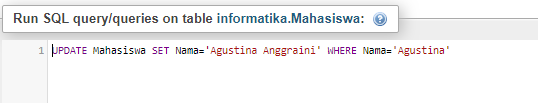 Run SQL query/queries on table informatika.Mahasiswa:
1 UPDATE Mahasiswa SET Nama='Agustina Anggraini' WHERE Nama='Agustina'